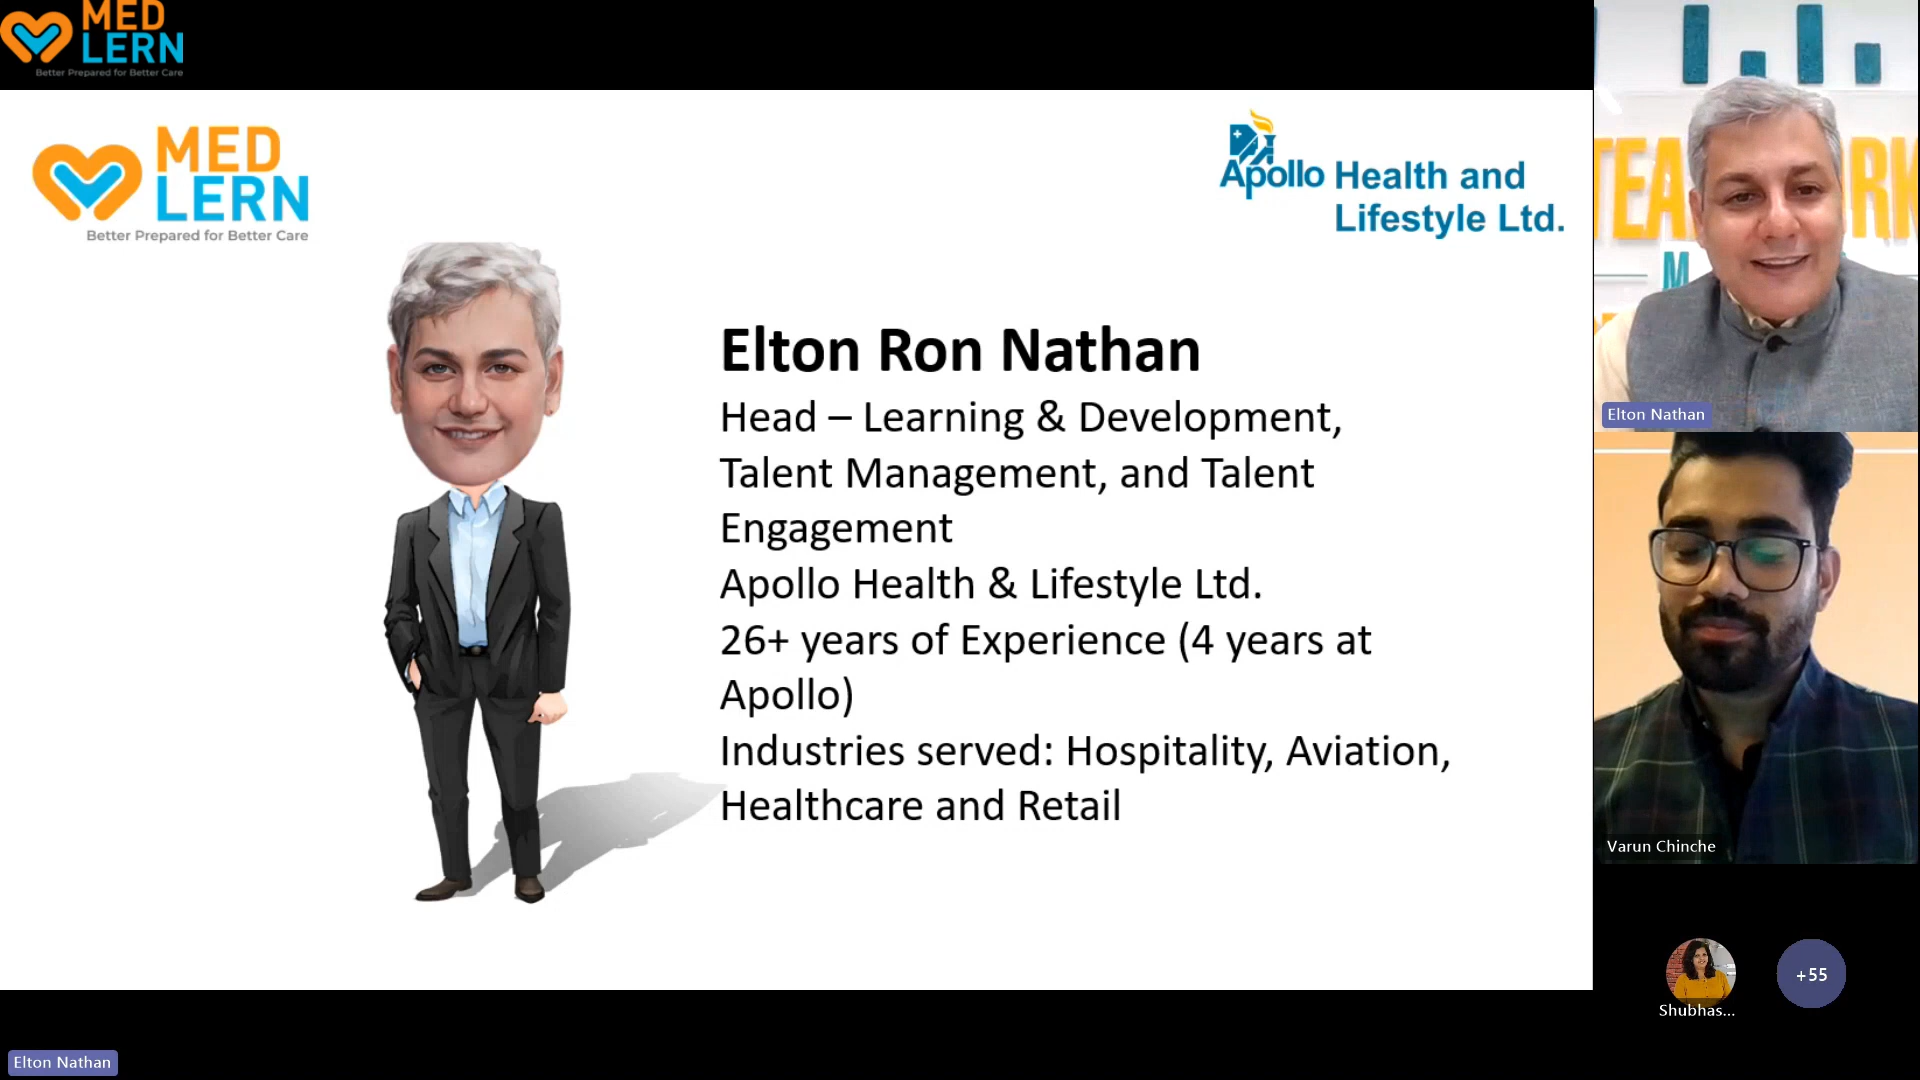 MED
LERN
Better Prepared for Better Care
MED
LERN
Better Prepared for Better Care
Apollo Health and
Lifestyle Ltd.
Elton Ron Nathan
Head – Learning & Development,
Talent Management, and Talent
Engagement
Apollo Health & Lifestyle Ltd.
26+ years of Experience (4 years at
Apollo)
Industries served: Hospitality, Aviation,
Healthcare and Retail
TEA RK
M
Elton Nathan
Varun Chinche
Shubhas...
+55
Elton Nathan